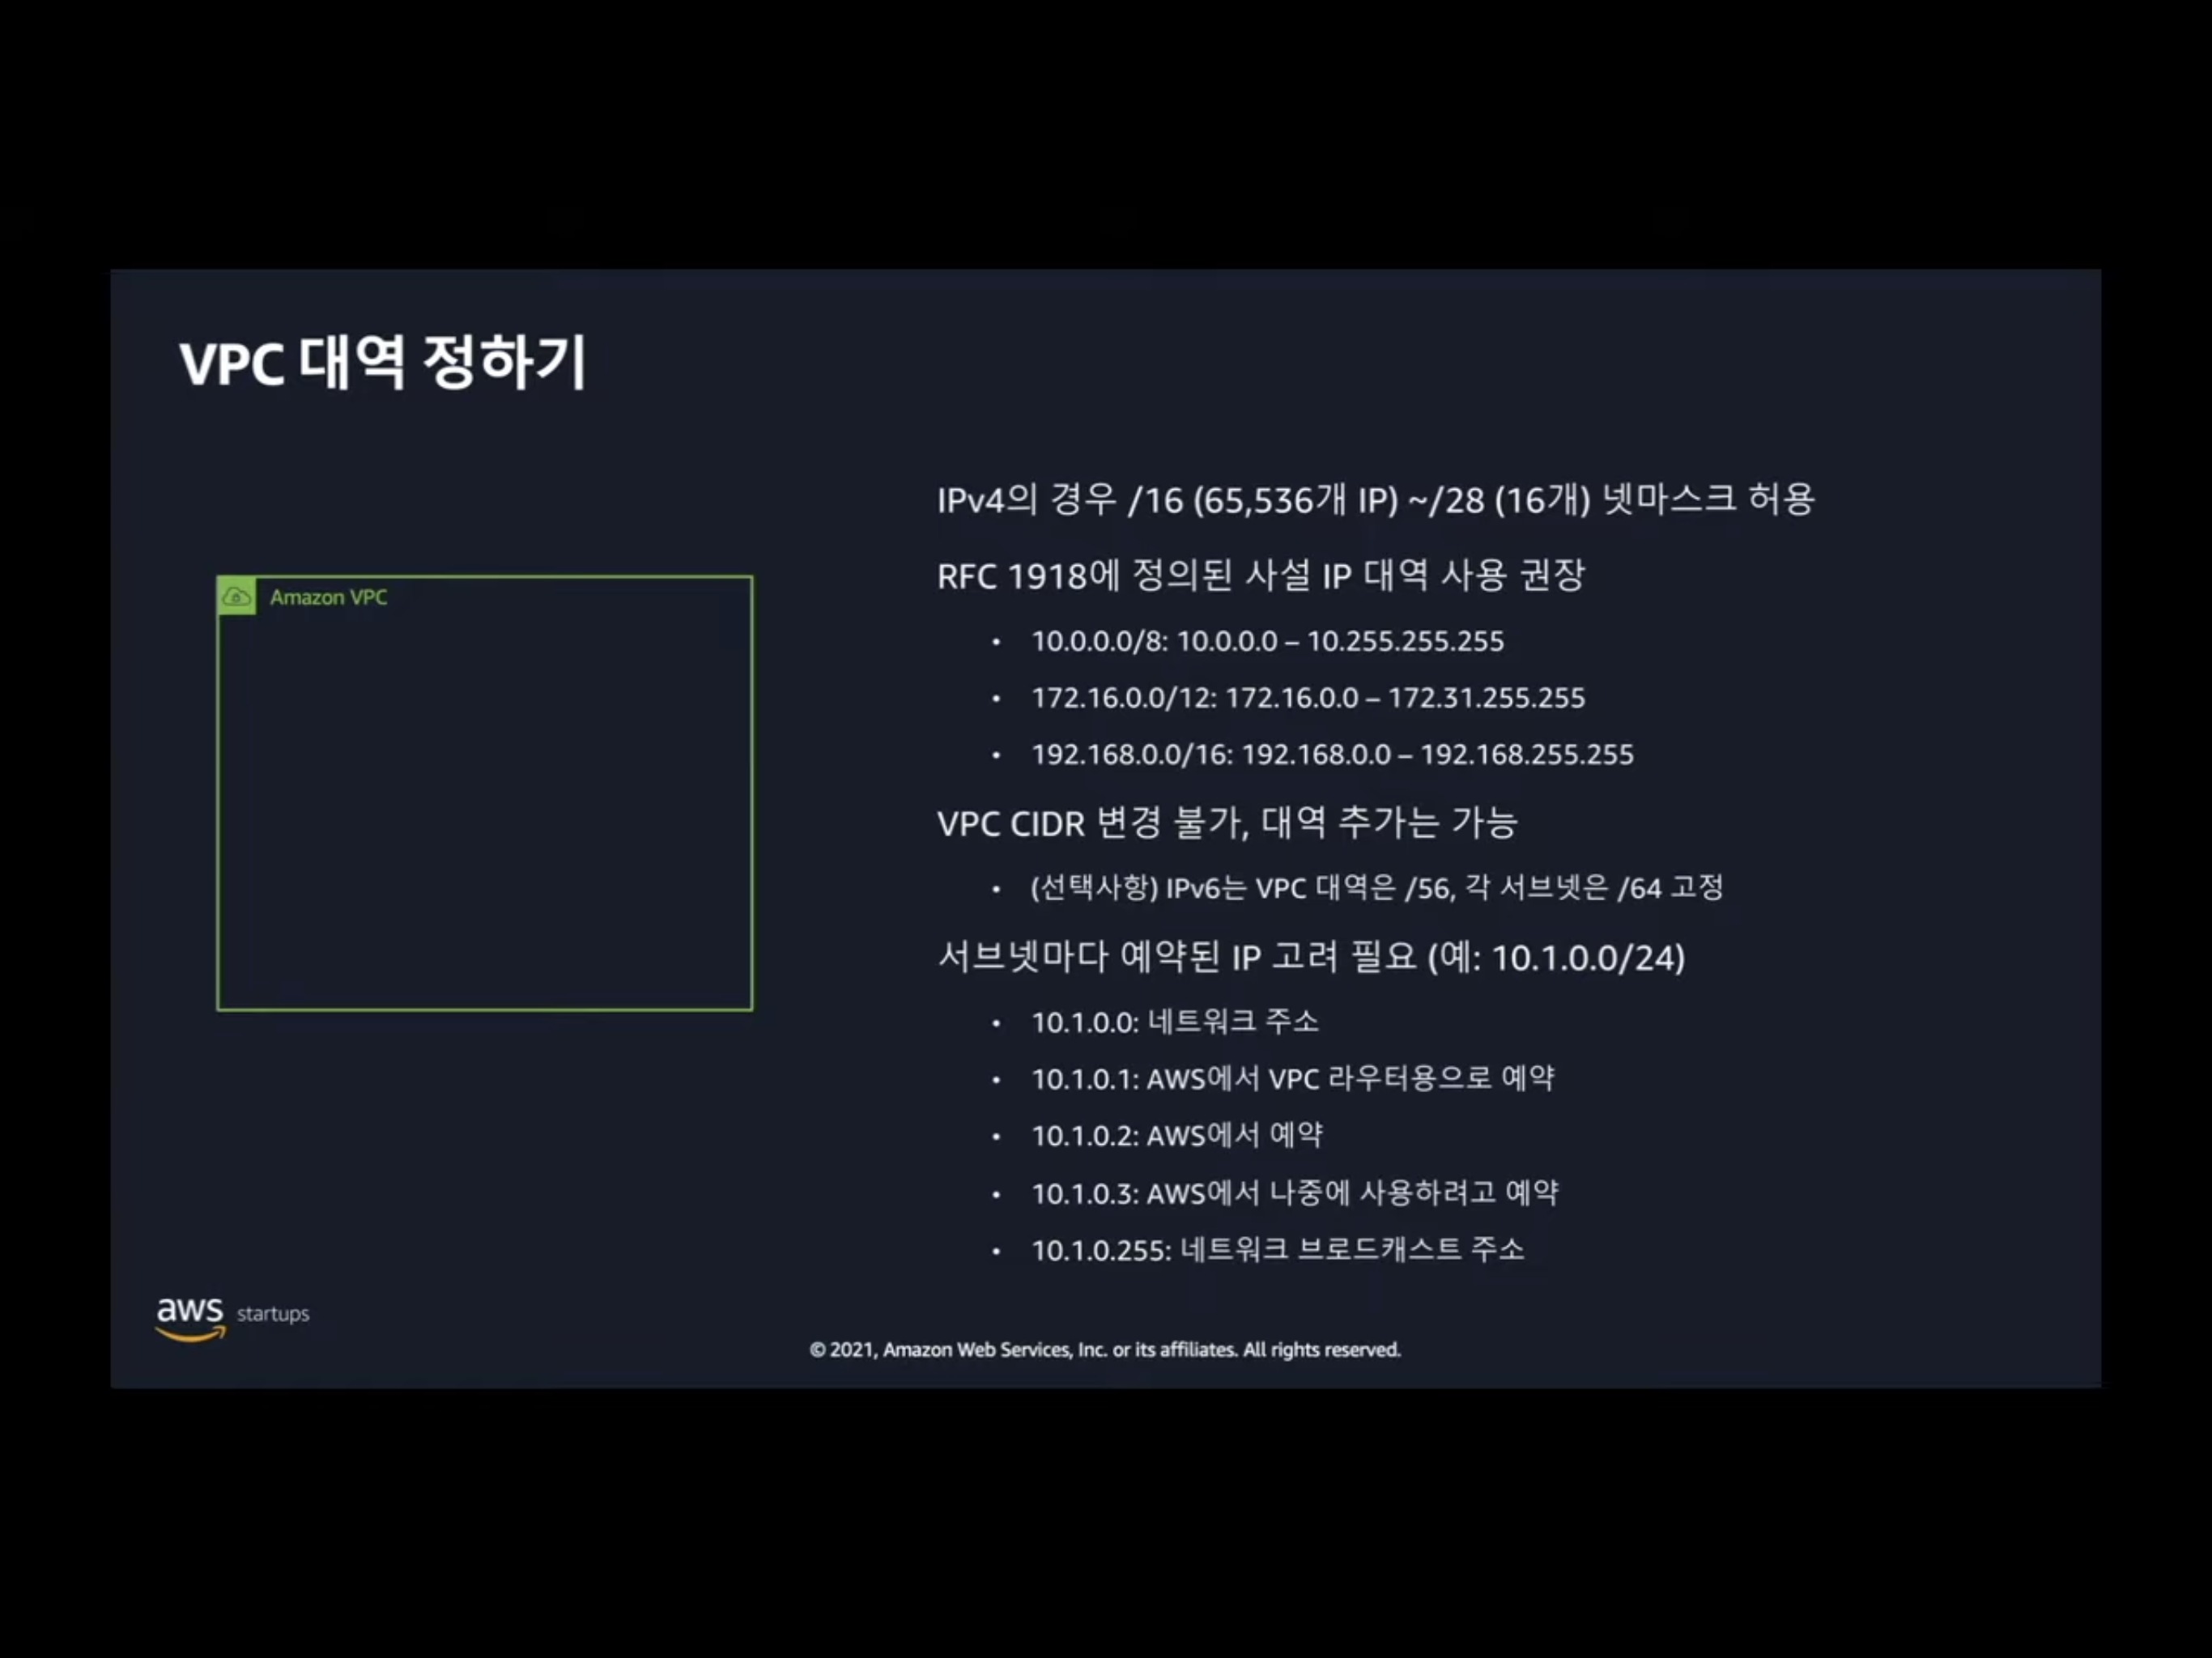 VPC 대역 정하기
Amazon VPC
IPv4의 경우 /16 (65,536개 IP) ~/28 (16개) 넷마스크 허용
RFC 1918에 정의된 사설 IP 대역 사용 권장
• 10.0.0.0/8: 10.0.0.0 – 10.255.255.255
• 172.16.0.0/12: 172.16.0.0 – 172.31.255.255
• 192.168.0.0/16: 192.168.0.0 – 192.168.255.255
VPC CIDR 변경 불가, 대역 추가는 가능
• (선택사항) IPv6는 VPC 대역은 /56, 각 서브넷은 /64 고정
서브넷마다 예약된 IP 고려 필요 (예: 10.1.0.0/24)
• 10.1.0.0: 네트워크 주소
• 10.1.0.1: AWS에서 VPC 라우터용으로 예약
• 10.1.0.2: AWS에서 예약
• 10.1.0.3: AWS에서 나중에 사용하려고 예약
• 10.1.0.255: 네트워크 브로드캐스트 주소
aws startups
© 2021, Amazon Web Services, Inc. or its affiliates. All rights reserved.